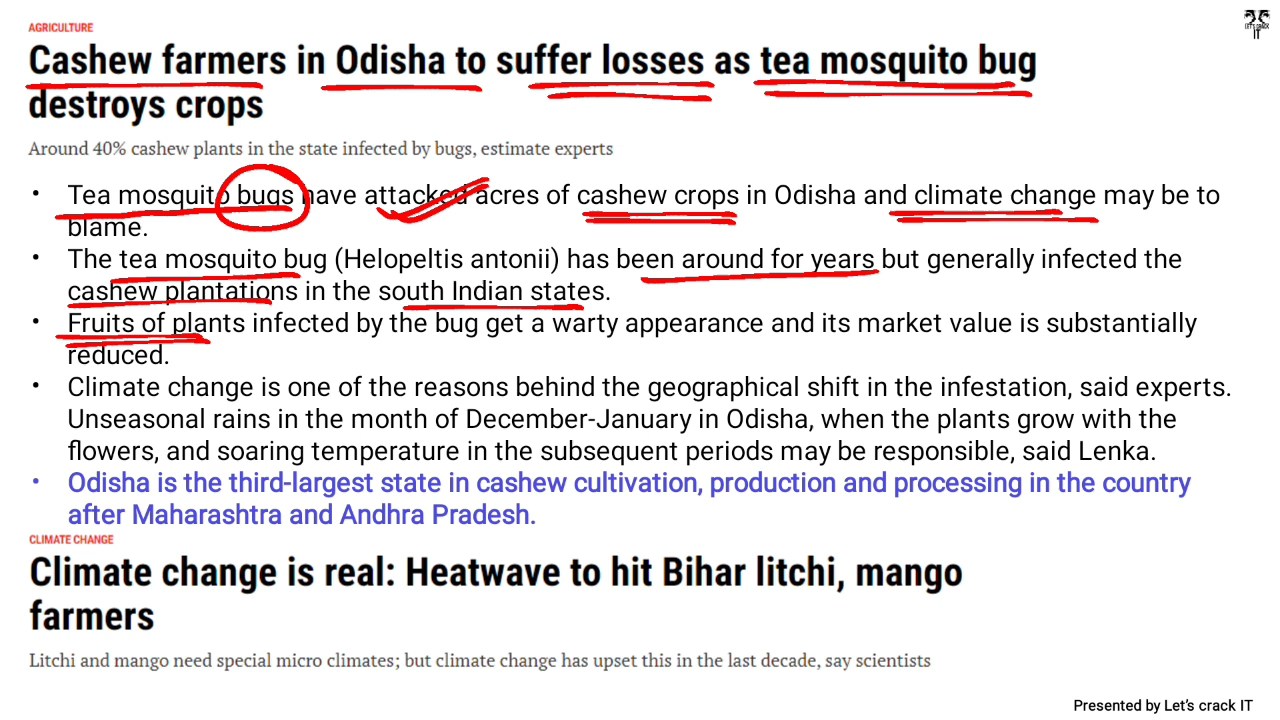 AGRICULTURE
LET'S CRACK
IT
Cashew farmers in Odisha to suffer losses as tea mosquito bug
destroys crops
Around 40% cashew plants in the state infected by bugs, estimate experts
• Tea mosquito bugs have attacked acres of cashew crops in Odisha and climate change may be to
blame.
• The tea mosquito bug (Helopeltis antonii) has been around for years but generally infected the
cashew plantations in the south Indian states.
• Fruits of plants infected by the bug get a warty appearance and its market value is substantially
reduced.
• Climate change is one of the reasons behind the geographical shift in the infestation, said experts.
Unseasonal rains in the month of December-January in Odisha, when the plants grow with the
flowers, and soaring temperature in the subsequent periods may be responsible, said Lenka.
• Odisha is the third-largest state in cashew cultivation, production and processing in the country
after Maharashtra and Andhra Pradesh.
CLIMATE CHANGE
Climate change is real: Heatwave to hit Bihar litchi, mango
farmers
Litchi and mango need special micro climates; but climate change has upset this in the last decade, say scientists
Presented by Let's crack IT